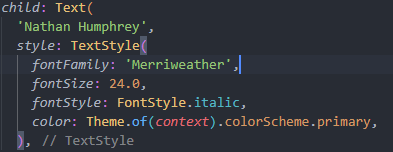 child: Text(
  'Nathan Humphrey',
  style: TextStyle(
    fontFamily: 'Merriweather',
    fontSize: 24.0,
    fontStyle: FontStyle.italic,
    color: Theme.of(context).colorScheme.primary,
  ), // TextStyle